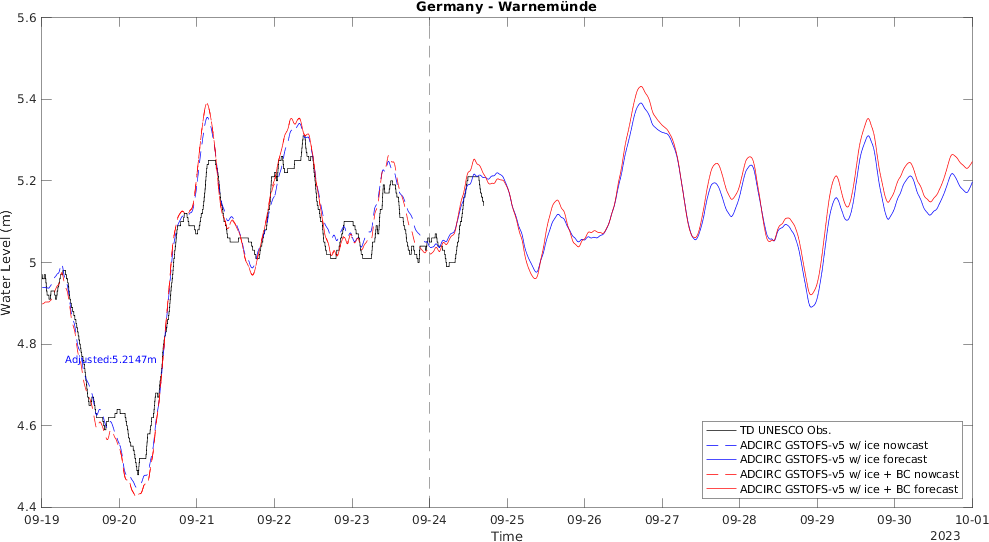 Germany - Warnemünde
5.6
5.4
5.2
5
4.8
4.6
4.4
Water Level (m)
Adjusted:5.2147m
TD UNESCO Obs.
ADCIRC GSTOFS-v5 w/ ice nowcast
ADCIRC GSTOFS-v5 w/ ice forecast
ADCIRC GSTOFS-v5 w/ ice + BC nowcast
ADCIRC GSTOFS-v5 w/ ice + BC forecast
09-19 09-20 09-21 09-22 09-23 09-24 09-25 09-26 09-27 09-28 09-29 09-30 10-01
Time
2023